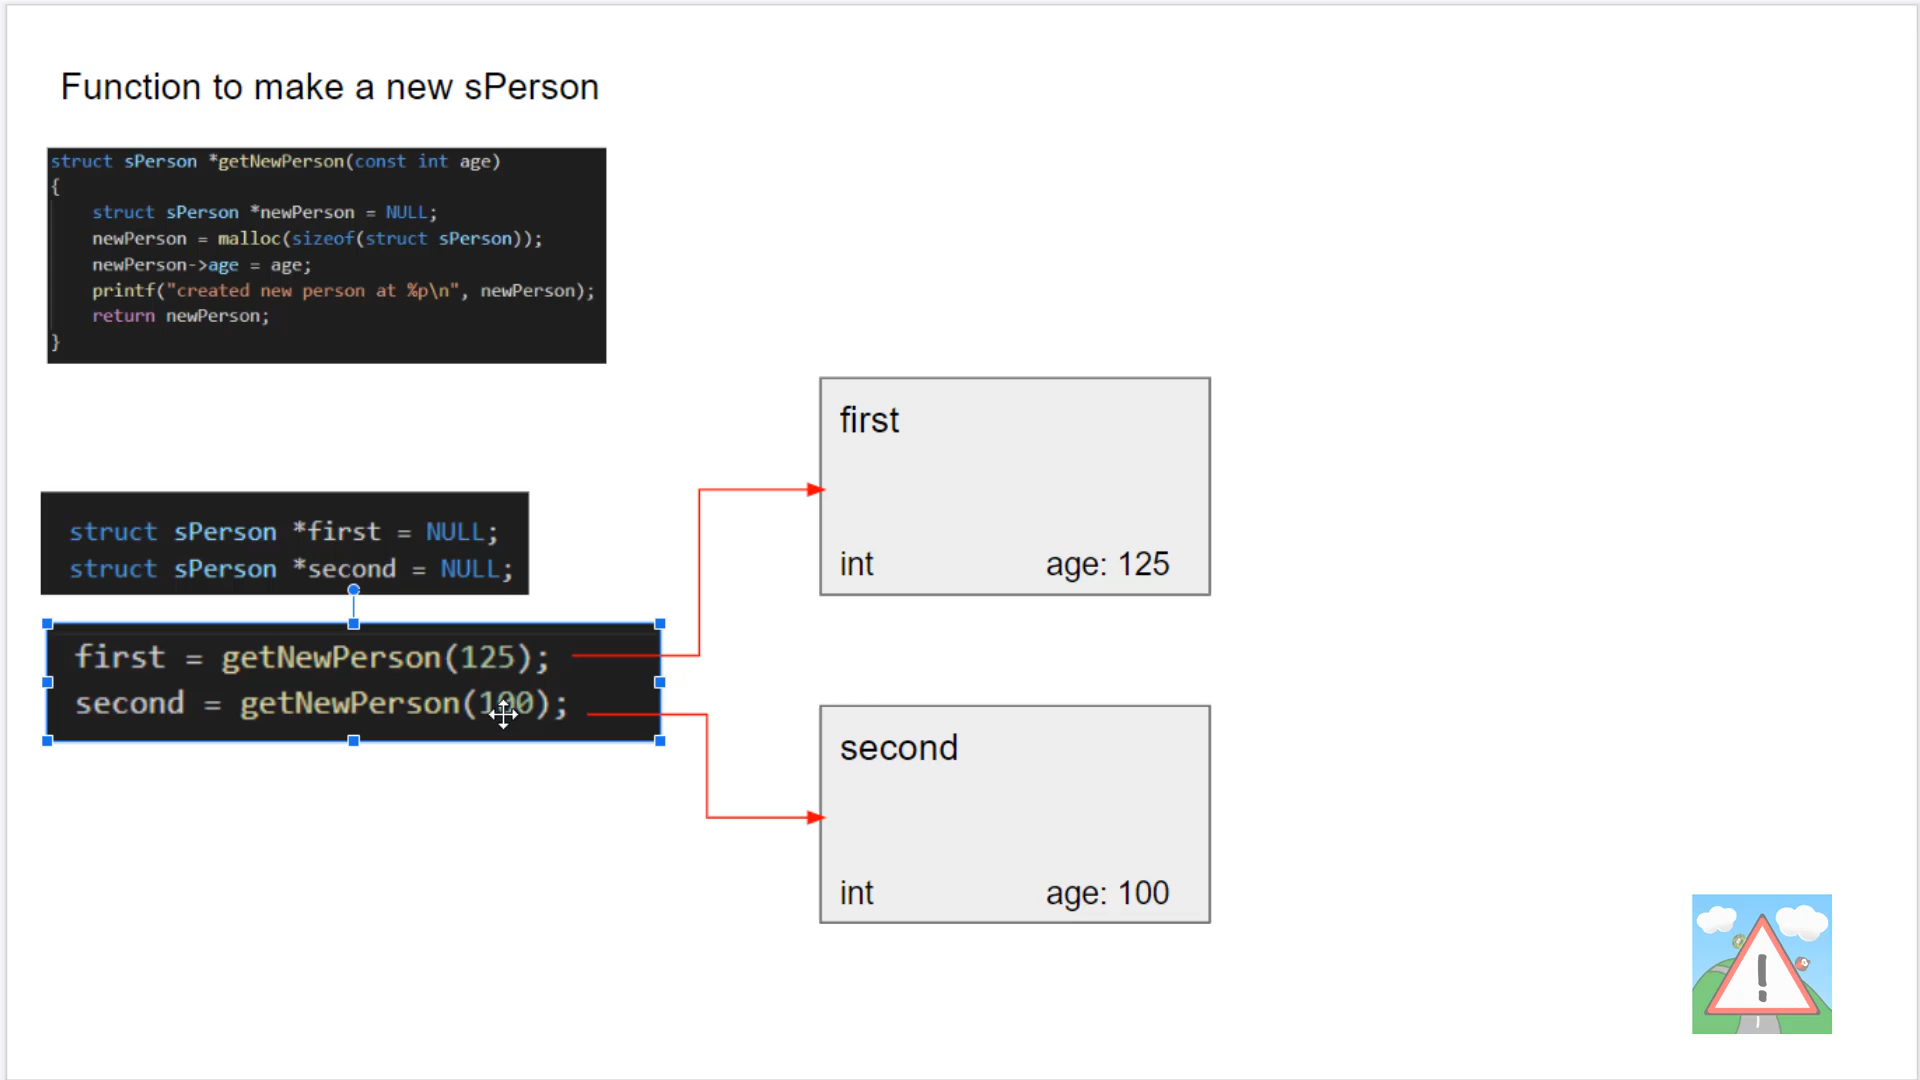 Function to make a new sPerson
struct sPerson *getNewPerson(const int age)
{
    struct sPerson *newPerson = NULL;
    newPerson = malloc(sizeof(struct sPerson));
    newPerson->age = age;
    printf("created new person at %p\n", newPerson);
    return newPerson;
}
struct sPerson *first = NULL;
struct sPerson *second = NULL;
first = getNewPerson(125);
second = getNewPerson(100);
first
int age: 125
second
int age: 100
!